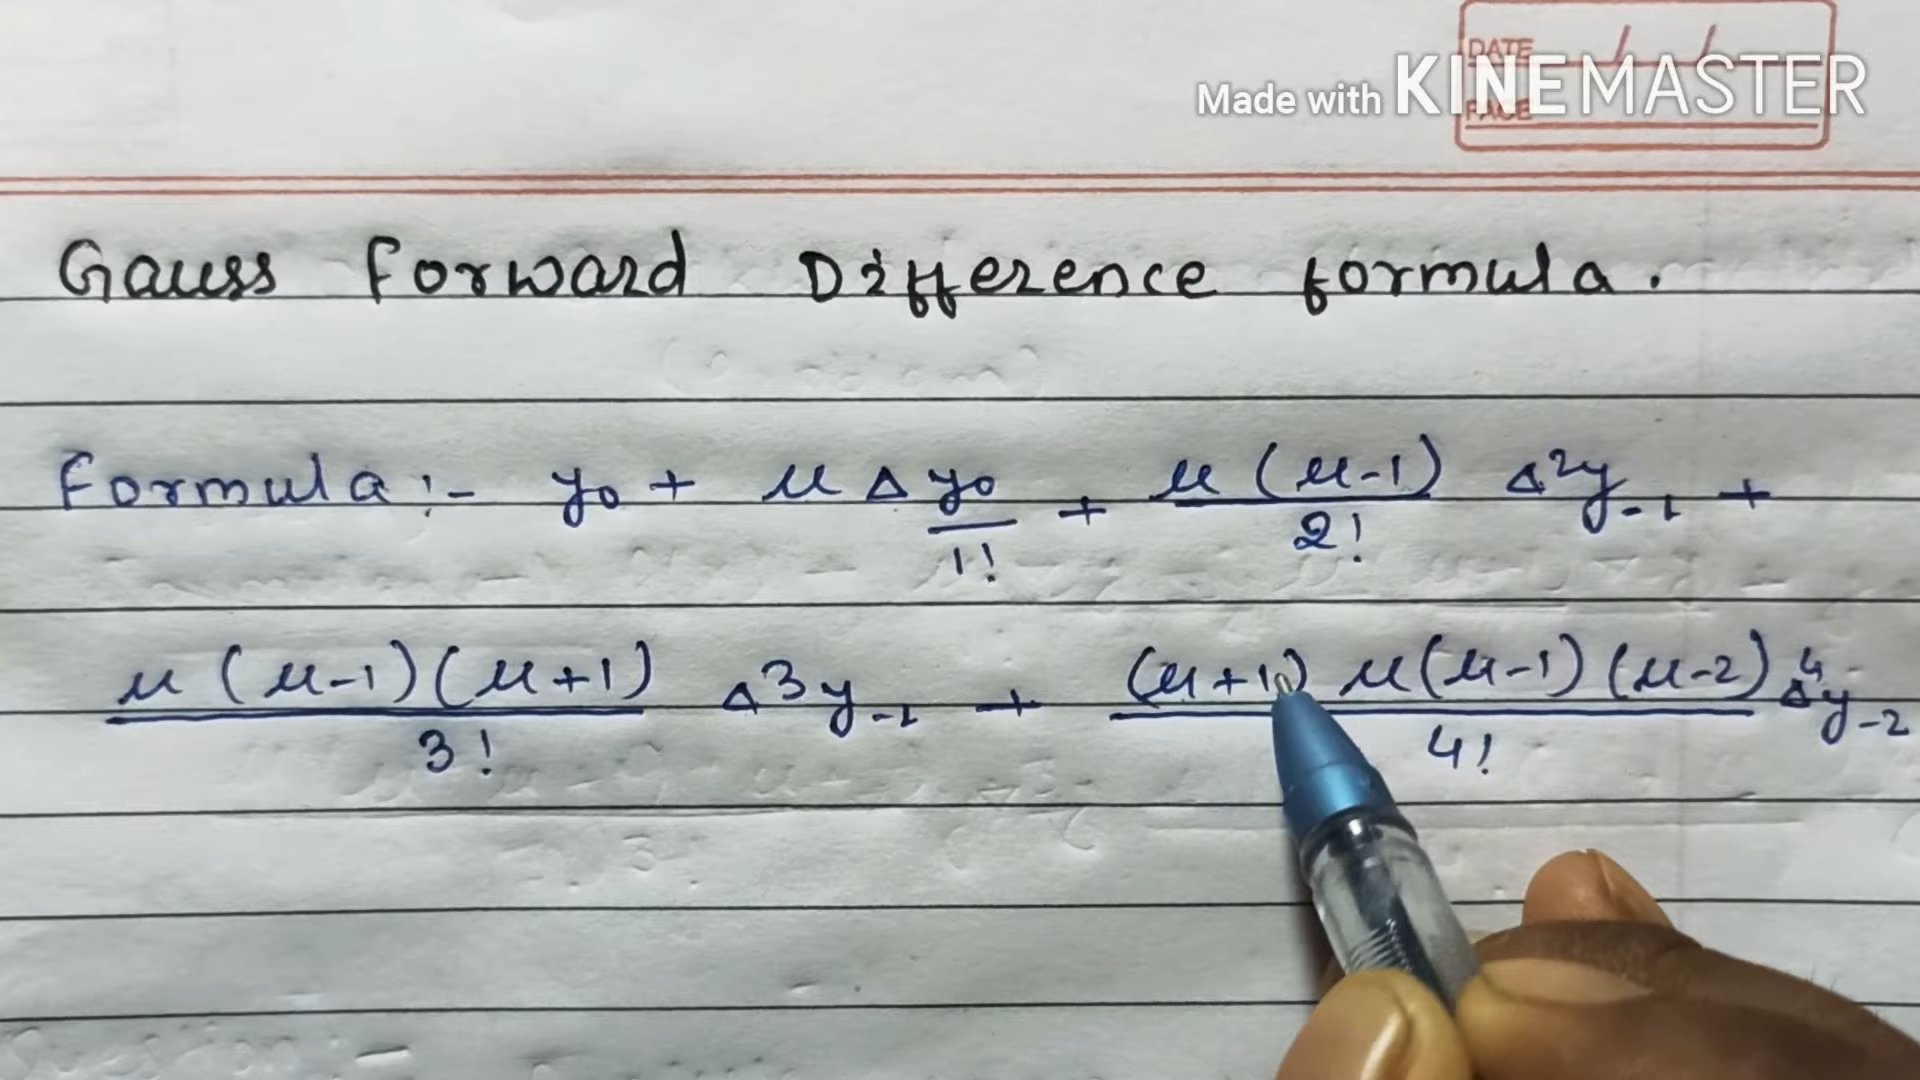 DATE / /
Made with KINEMASTER
PAGE
Gauss Forward Difference formula.
Formula :- y₀ + u Δ y₀/1! + u(u-1)/2! Δ²y₋₁ +
u(u-1)(u+1)/3! Δ³y₋₁ + (u+1)u(u-1)(u-2)/4! Δ⁴y₋₂